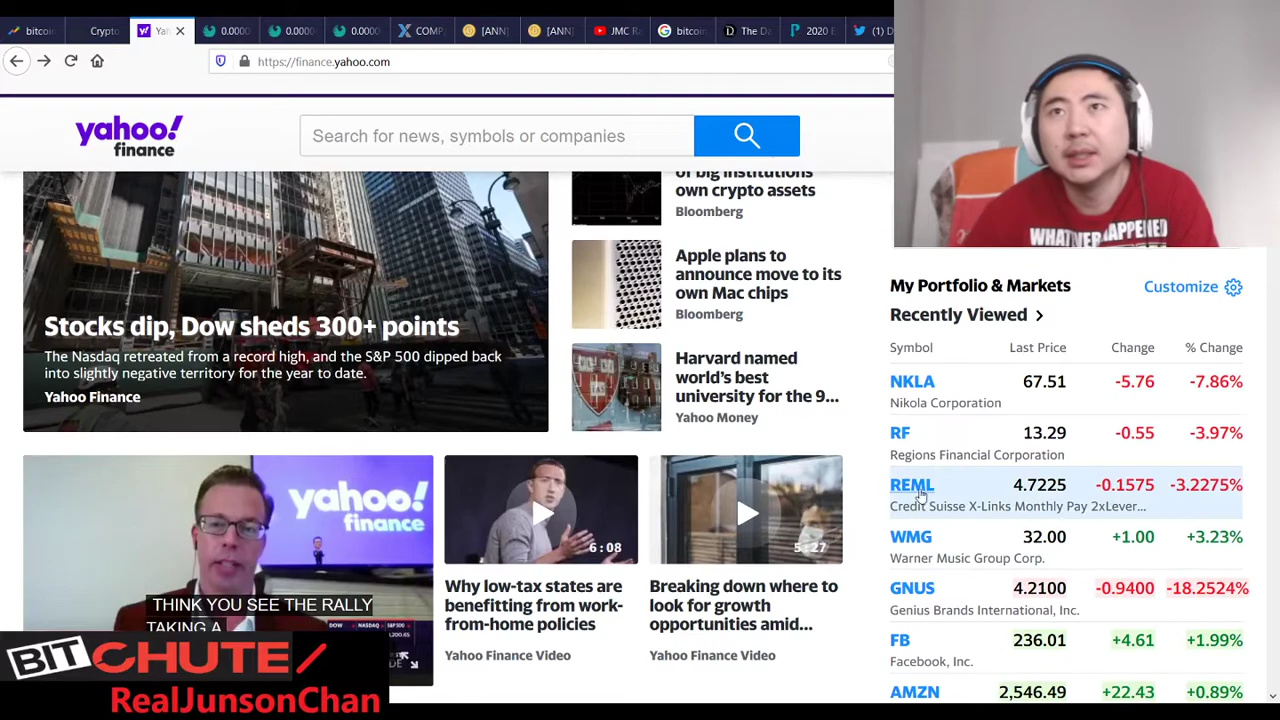 bitcoin
Crypto
Ya
0.0000
0.0000
0.0000
COMP
[ANN]
[ANN]
JMC Ra
bitcoin
The Da
2020 E
(1) D
https://finance.yahoo.com
yahoo!
finance
Search for news, symbols or companies
WHATEVER HAPPENED
Stocks dip, Dow sheds 300+ points
The Nasdaq retreated from a record high, and the S&P 500 dipped back
into slightly negative territory for the year to date.
Yahoo Finance
of big institutions
own crypto assets
Bloomberg
Apple plans to
announce move to its
own Mac chips
Bloomberg
Harvard named
world's best
university for the 9...
Yahoo Money
My Portfolio & Markets
Customize
Recently Viewed
Symbol Last Price Change % Change
NKLA 67.51 -5.76 -7.86%
Nikola Corporation
RF 13.29 -0.55 -3.97%
Regions Financial Corporation
REML 4.7225 -0.1575 -3.2275%
Credit Suisse X-Links Monthly Pay 2xLever...
WMG 32.00 +1.00 +3.23%
Warner Music Group Corp.
GNUS 4.2100 -0.9400 -18.2524%
Genius Brands International, Inc.
FB 236.01 +4.61 +1.99%
Facebook, Inc.
AMZN 2,546.49 +22.43 +0.89%
yahoo!
finance
THINK YOU SEE THE RALLY
TAKING A
DOW NASDAQ S&P 500
6:08
Why low-tax states are
benefitting from work-
from-home policies
Yahoo Finance Video
5:27
Breaking down where to
look for growth
opportunities amid...
Yahoo Finance Video
BITCHUTE
RealJunsonChan